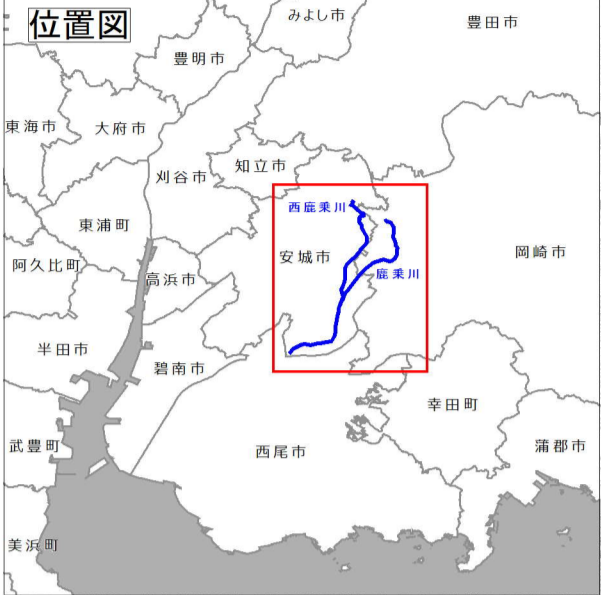 位置図
みよし市
豊田市
豊明市
東海市
大府市
知立市
刈谷市
西鹿乗川
東浦町
安城市
岡崎市
阿久比町
高浜市
鹿乗川
半田市
碧南市
幸田町
武豊町
西尾市
蒲郡市
美浜町